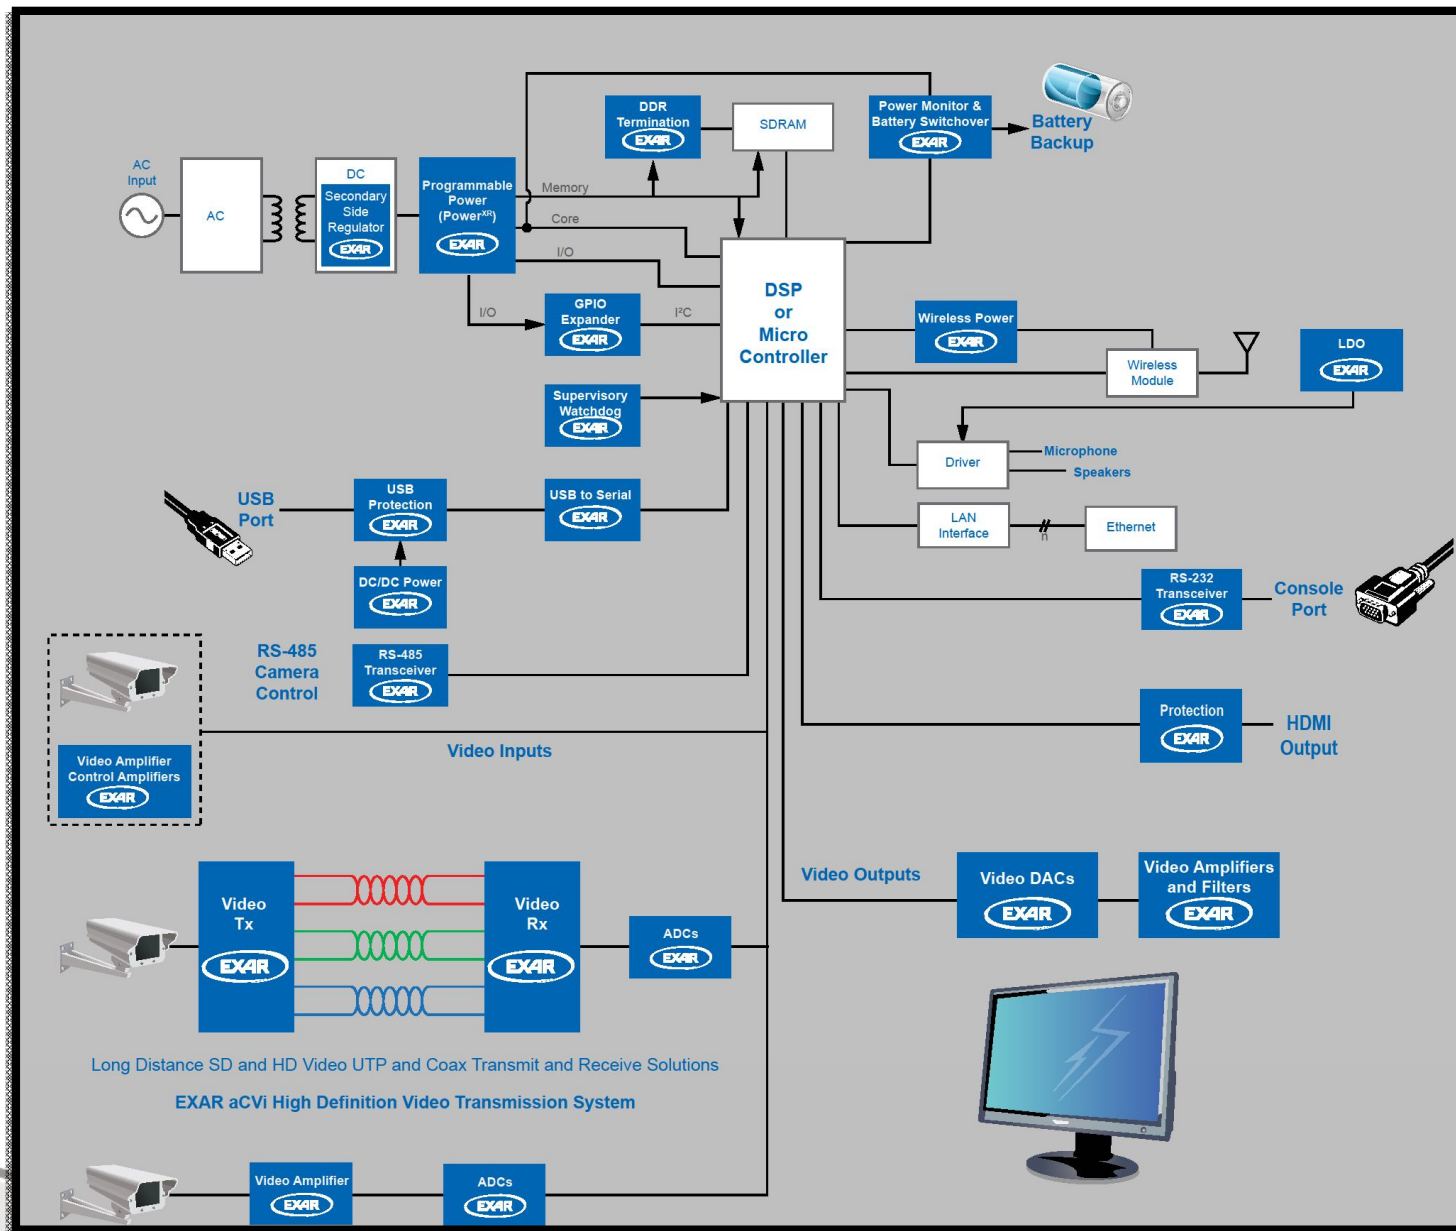 DDR
Termination
EXAR
SDRAM
Power Monitor &
Battery Switchover
EXAR
Battery
Backup
AC
Input
AC
DC
Secondary
Side
Regulator
EXAR
Programmable
Power
(PowerXR)
EXAR
Memory
Core
I/O
I/O
GPIO
Expander
EXAR
I²C
DSP
or
Micro
Controller
Wireless Power
EXAR
Wireless
Module
LDO
EXAR
Supervisory
Watchdog
EXAR
Driver
Microphone
Speakers
USB
Port
USB
Protection
EXAR
USB to Serial
EXAR
LAN
Interface
n
Ethernet
DC/DC Power
EXAR
RS-232
Transceiver
EXAR
Console
Port
RS-485
Camera
Control
RS-485
Transceiver
EXAR
Protection
EXAR
HDMI
Output
Video Amplifier
Control Amplifiers
EXAR
Video Inputs
Video
Tx
EXAR
Video
Rx
EXAR
ADCs
EXAR
Video Outputs
Video DACs
EXAR
Video Amplifiers
and Filters
EXAR
Long Distance SD and HD Video UTP and Coax Transmit and Receive Solutions
EXAR aCVi High Definition Video Transmission System
Video Amplifier
EXAR
ADCs
EXAR